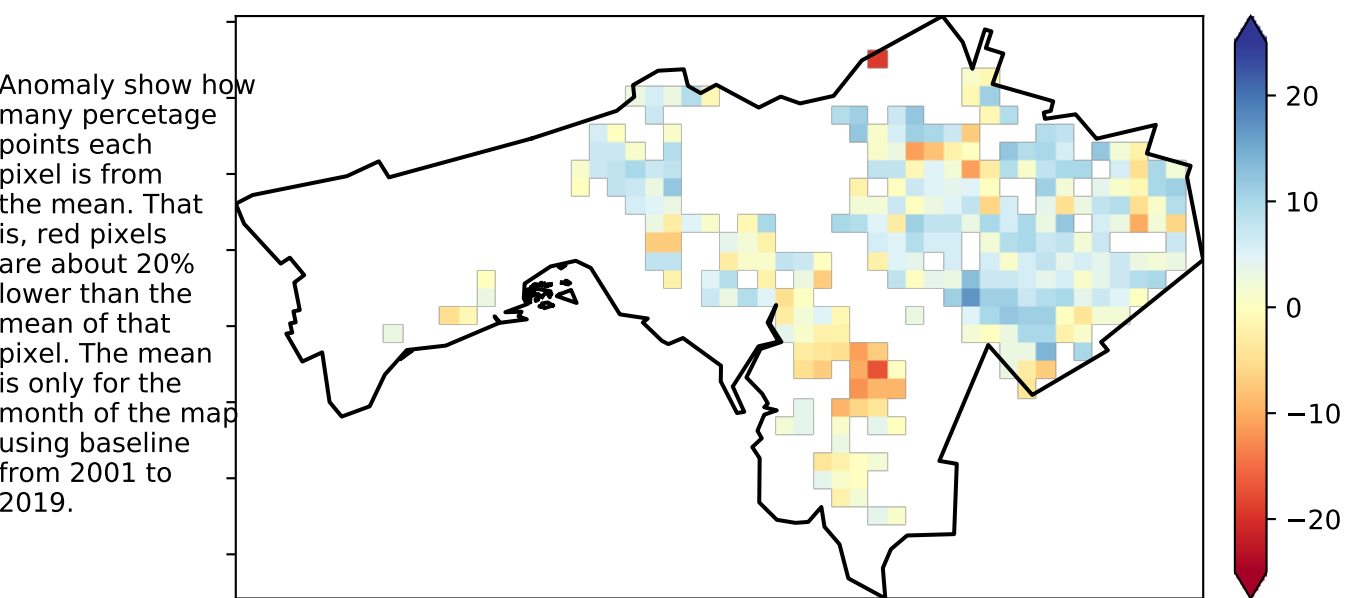 Anomaly show how
many percetage
points each
pixel is from
the mean. That
is, red pixels
are about 20%
lower than the
mean of that
pixel. The mean
is only for the
month of the map
using baseline
from 2001 to
2019.
20
10
0
−10
−20